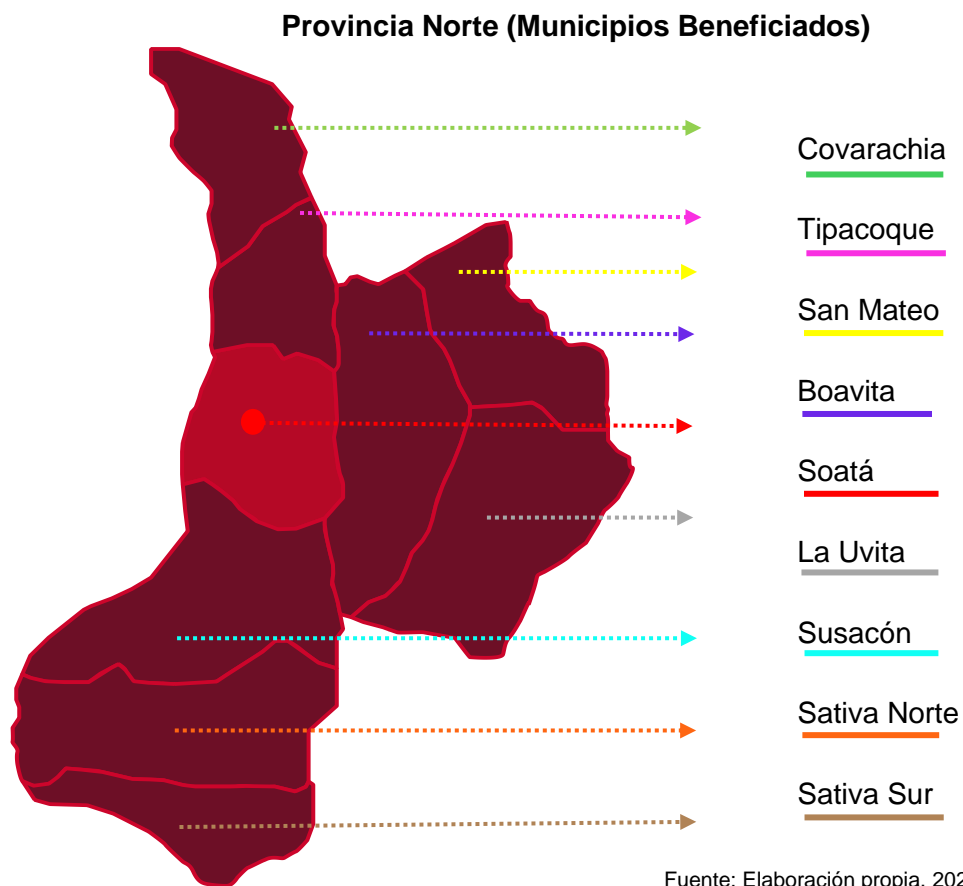 Provincia Norte (Municipios Beneficiados)
Covarachia
Tipacoque
San Mateo
Boavita
Soatá
La Uvita
Susacón
Sativa Norte
Sativa Sur
Fuente: Elaboración propia, 202